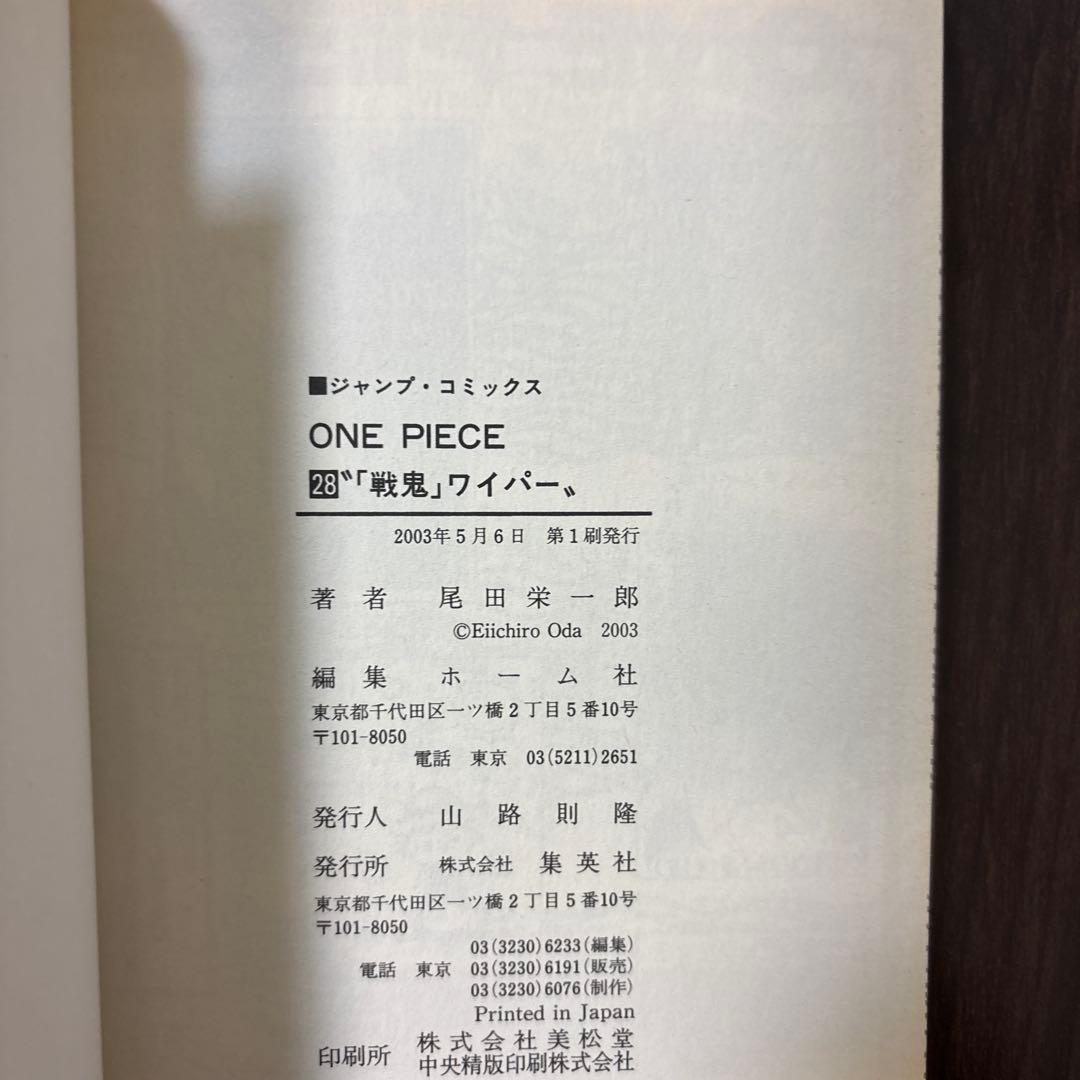 ■ジャンプ・コミックス
ONE PIECE
28〝「戦鬼」ワイパー〟
2003年5月6日 第1刷発行
著者 尾田栄一郎
©Eiichiro Oda 2003
編集 ホーム社
東京都千代田区一ツ橋2丁目5番10号
〒101-8050
電話 東京 03(5211)2651
発行人 山路則隆
発行所 株式会社 集英社
東京都千代田区一ツ橋2丁目5番10号
〒101-8050
03(3230)6233(編集)
電話 東京 03(3230)6191(販売)
03(3230)6076(制作)
Printed in Japan
印刷所 株式会社美松堂
中央精版印刷株式会社